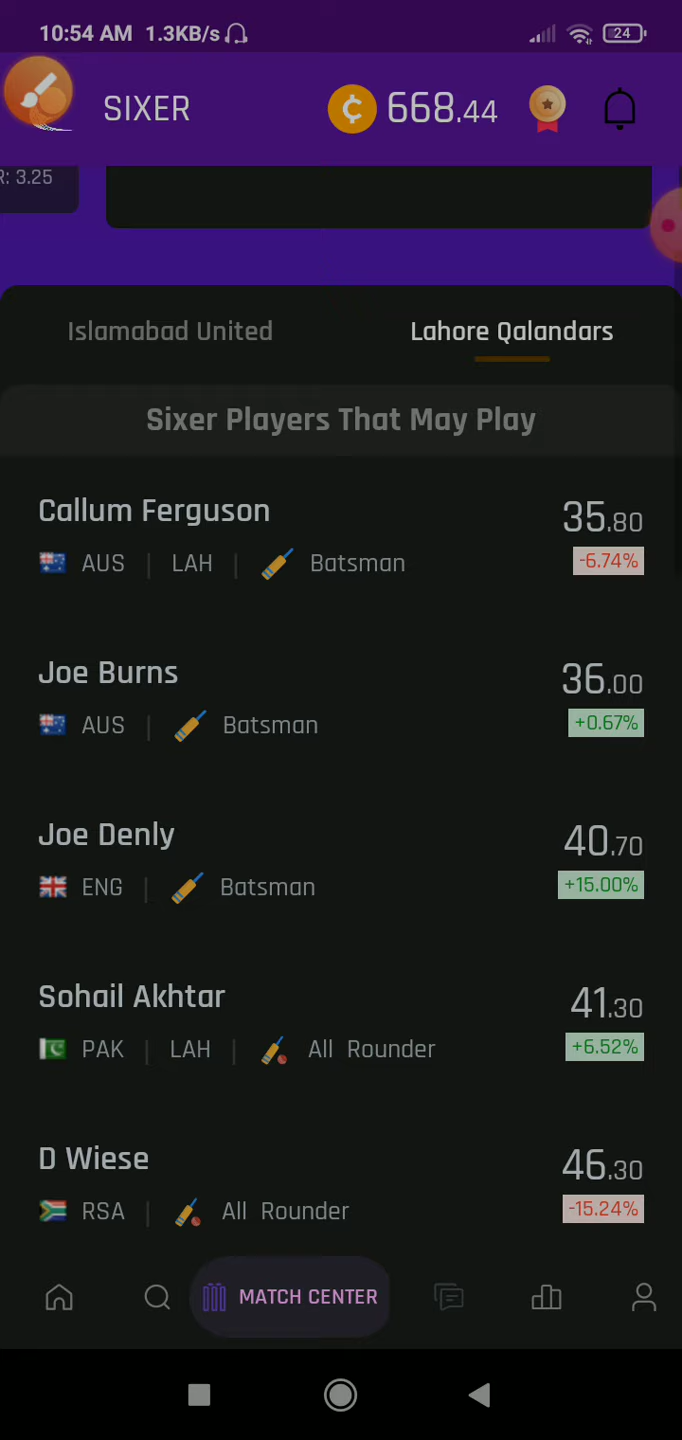 10:54 AM 1.3KB/s 24
SIXER ¢ 668.44
R: 3.25
Islamabad United Lahore Qalandars
Sixer Players That May Play
Callum Ferguson 35.80
AUS | LAH | Batsman -6.74%
Joe Burns 36.00
AUS | Batsman +0.67%
Joe Denly 40.70
ENG | Batsman +15.00%
Sohail Akhtar 41.30
PAK | LAH | All Rounder +6.52%
D Wiese 46.30
RSA | All Rounder -15.24%
MATCH CENTER